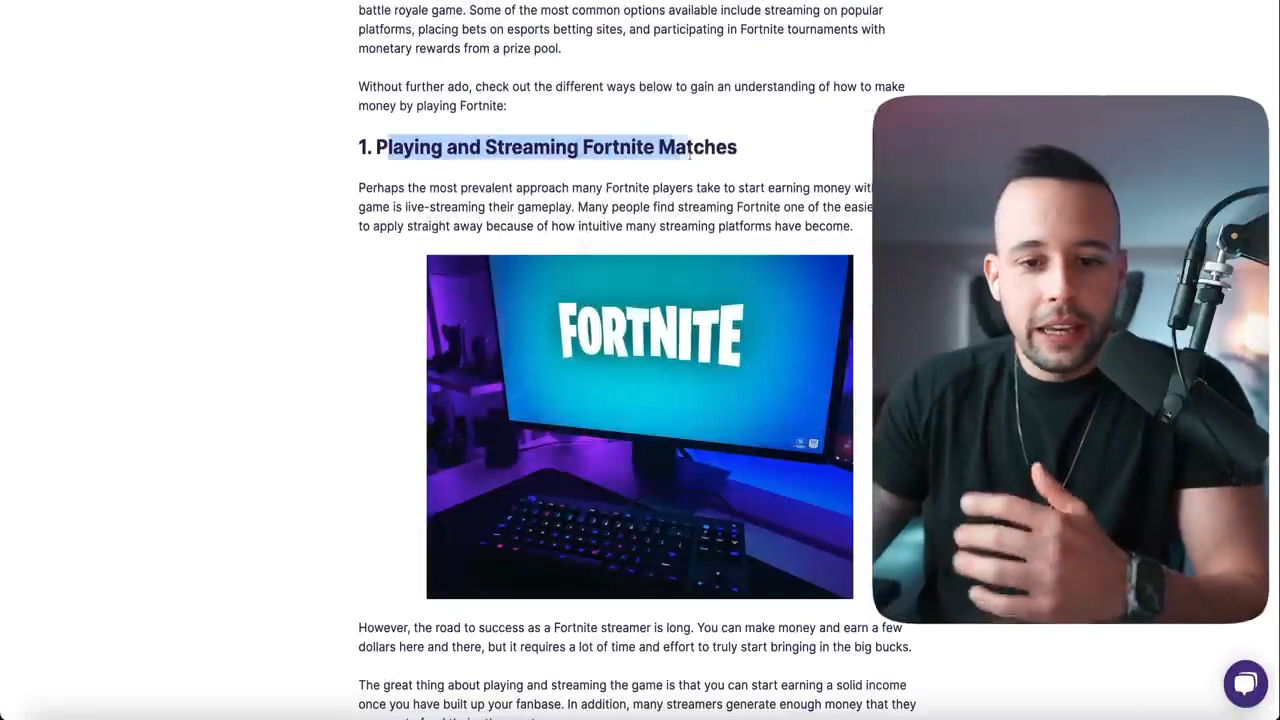 battle royale game. Some of the most common options available include streaming on popular
platforms, placing bets on esports betting sites, and participating in Fortnite tournaments with
monetary rewards from a prize pool.
Without further ado, check out the different ways below to gain an understanding of how to make
money by playing Fortnite:
1. Playing and Streaming Fortnite Matches
Perhaps the most prevalent approach many Fortnite players take to start earning money
game is live-streaming their gameplay. Many people find streaming Fortnite one of the
to apply straight away because of how intuitive many streaming platforms have become.
FORTNITE
However, the road to success as a Fortnite streamer is long. You can make money and earn a few
dollars here and there, but it requires a lot of time and effort to truly start bringing in the big bucks.
The great thing about playing and streaming the game is that you can start earning a solid income
once you have built up your fanbase. In addition, many streamers generate enough money that they